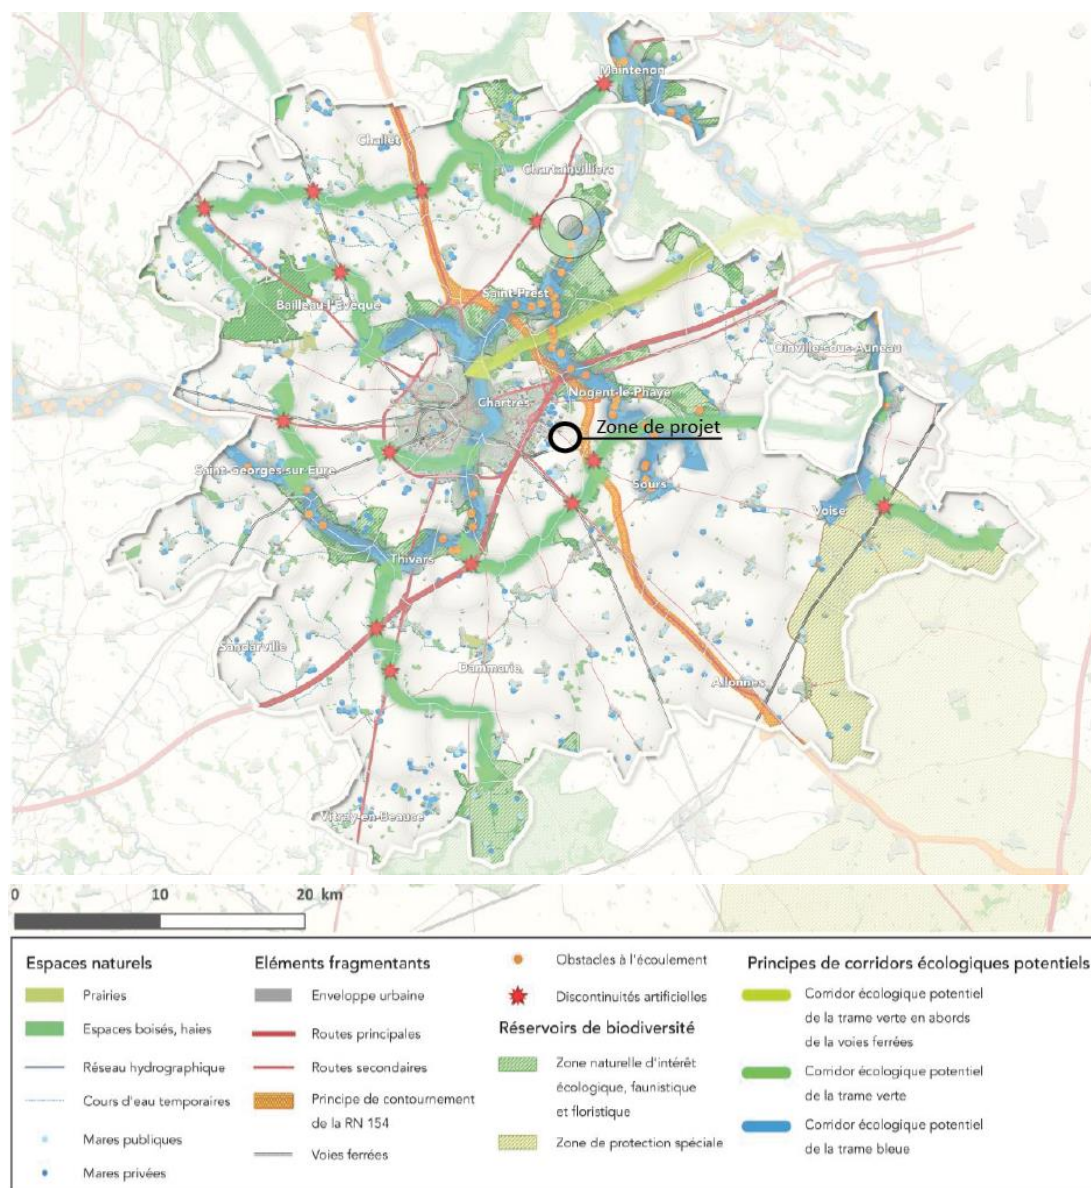 Maintenon
Challet
Chartainvilliers
Bailleau-l'Évêque
Saint-Prest
Oinville-sous-Auneau
Nogent-le-Phaye
Chartres
Zone de projet
Saint-Georges-sur-Eure
Sours
Voise
Thivars
Sandarville
Dammarie
Allonnes
Vitray-en-Beauce
0 10 20 km
Espaces naturels
Prairies
Espaces boisés, haies
Réseau hydrographique
Cours d'eau temporaires
Mares publiques
Mares privées
Eléments fragmentants
Enveloppe urbaine
Routes principales
Routes secondaires
Principe de contournement
de la RN 154
Voies ferrées
Obstacles à l'écoulement
Discontinuités artificielles
Réservoirs de biodiversité
Zone naturelle d'intérêt
écologique, faunistique
et floristique
Zone de protection spéciale
Principes de corridors écologiques potentiels
Corridor écologique potentiel
de la trame verte en abords
de la voies ferrées
Corridor écologique potentiel
de la trame verte
Corridor écologique potentiel
de la trame bleue